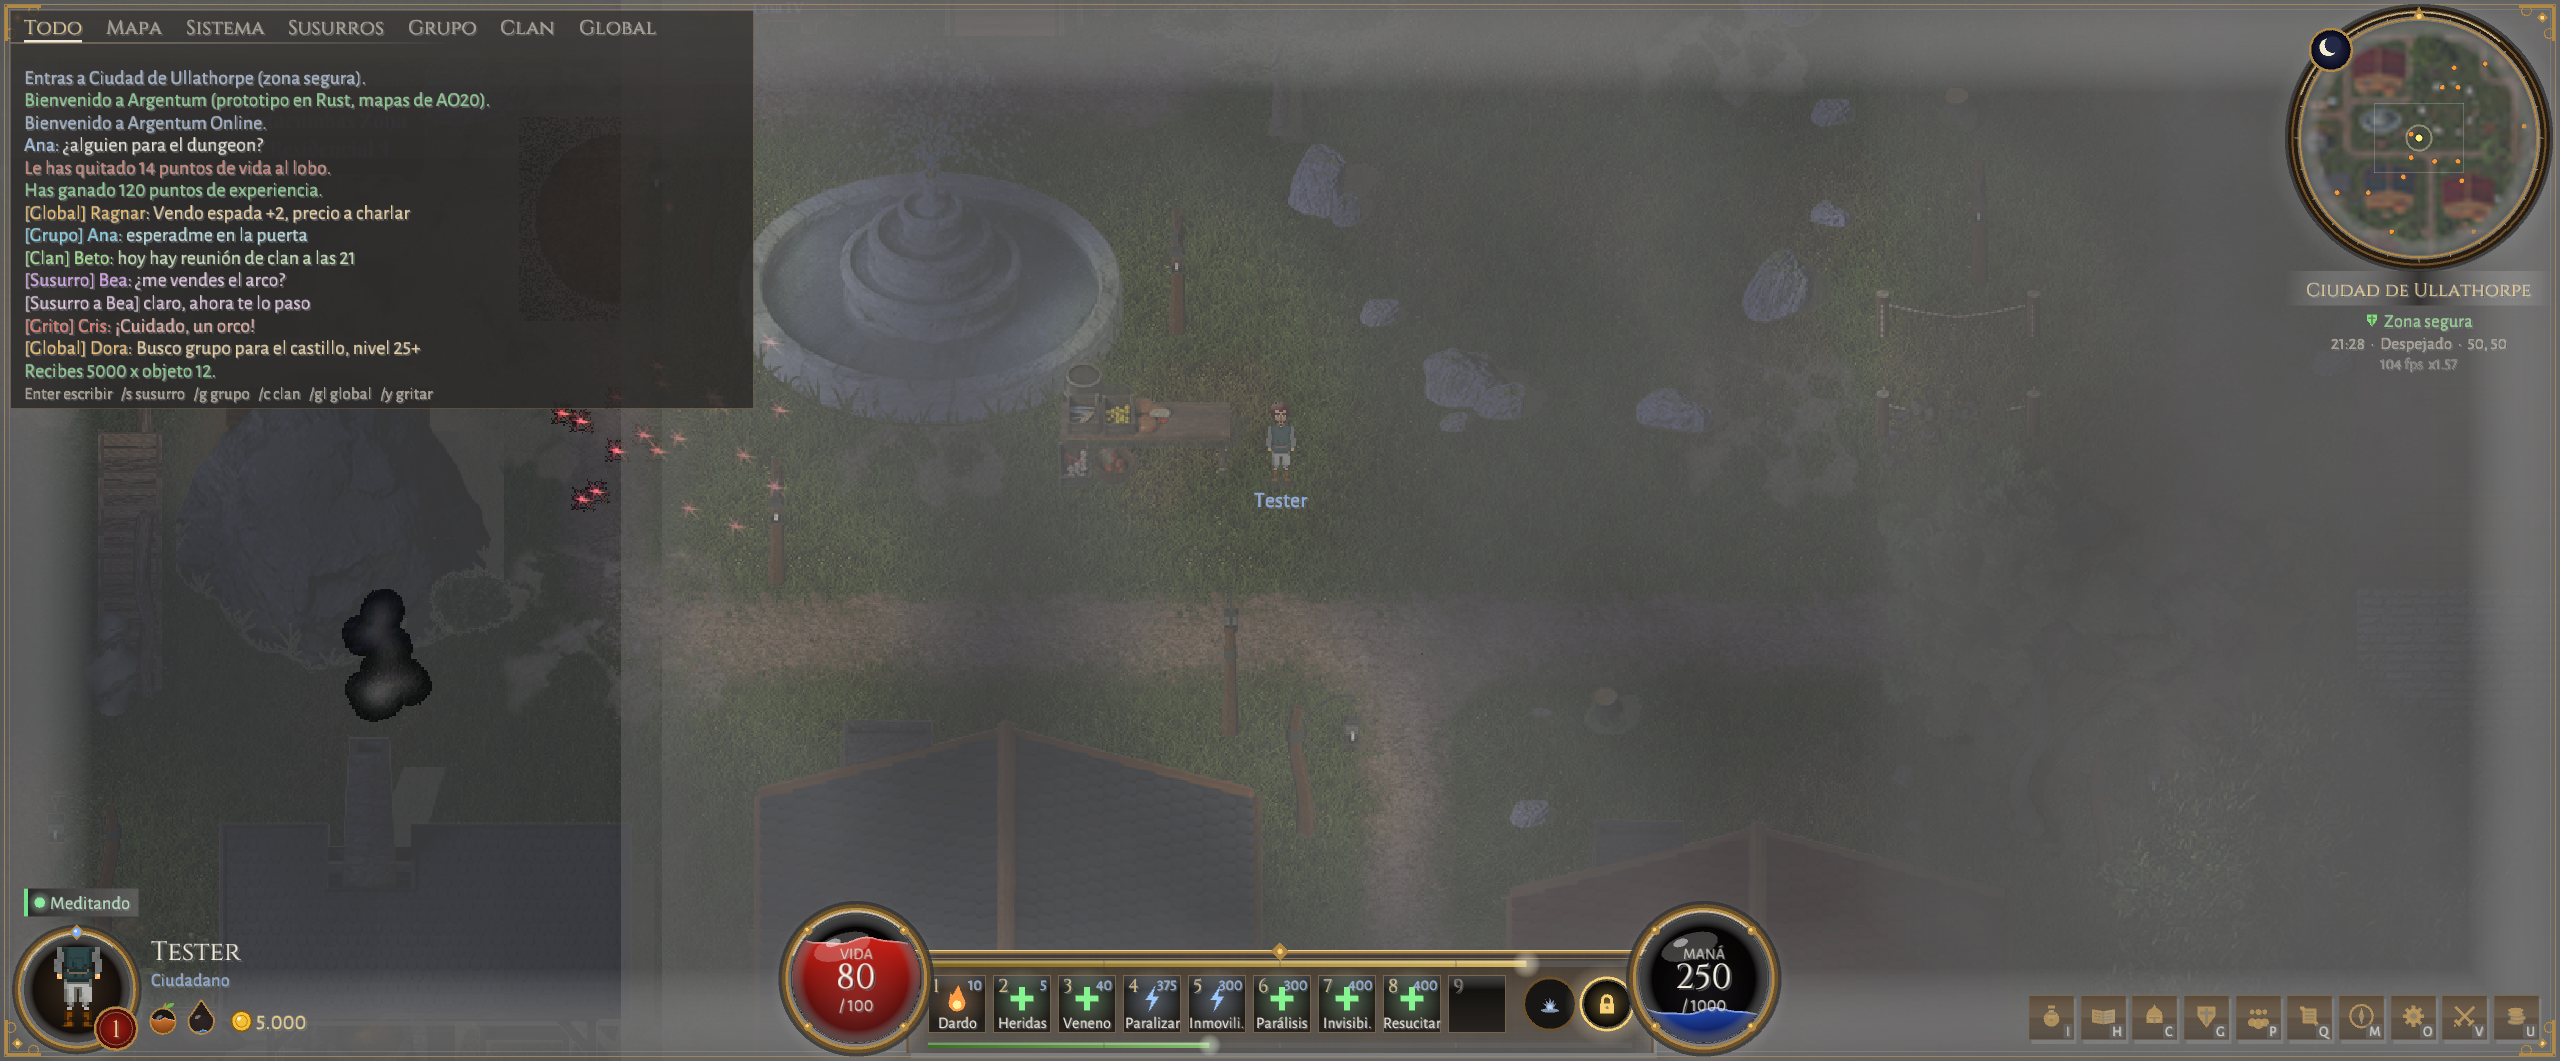 TODO MAPA SISTEMA SUSURROS GRUPO CLAN GLOBAL
Entras a Ciudad de Ullathorpe (zona segura).
Bienvenido a Argentum (prototipo en Rust, mapas de AO20).
Bienvenido a Argentum Online.
Ana: ¿alguien para el dungeon?
Le has quitado 14 puntos de vida al lobo.
Has ganado 120 puntos de experiencia.
[Global] Ragnar: Vendo espada +2, precio a charlar
[Grupo] Ana: esperadme en la puerta
[Clan] Beto: hoy hay reunión de clan a las 21
[Susurro] Bea: ¿me vendes el arco?
[Susurro a Bea] claro, ahora te lo paso
[Grito] Cris: ¡Cuidado, un orco!
[Global] Dora: Busco grupo para el castillo, nivel 25+
Recibes 5000 x objeto 12.
Enter escribir /s susurro /g grupo /c clan /gl global /y gritar
CIUDAD DE ULLATHORPE
Zona segura
21:28 · Despejado · 50,50
104 fps x1.57
Tester
Meditando
TESTER
Ciudadano
1
5.000
VIDA
80
/100
1 10 Dardo
2 5 Heridas
3 40 Veneno
4 375 Paralizar
5 300 Inmovili.
6 300 Parálisis
7 400 Invisibi.
8 400 Resucitar
9
MANÁ
250
/1000
I H C G P Q M O V U